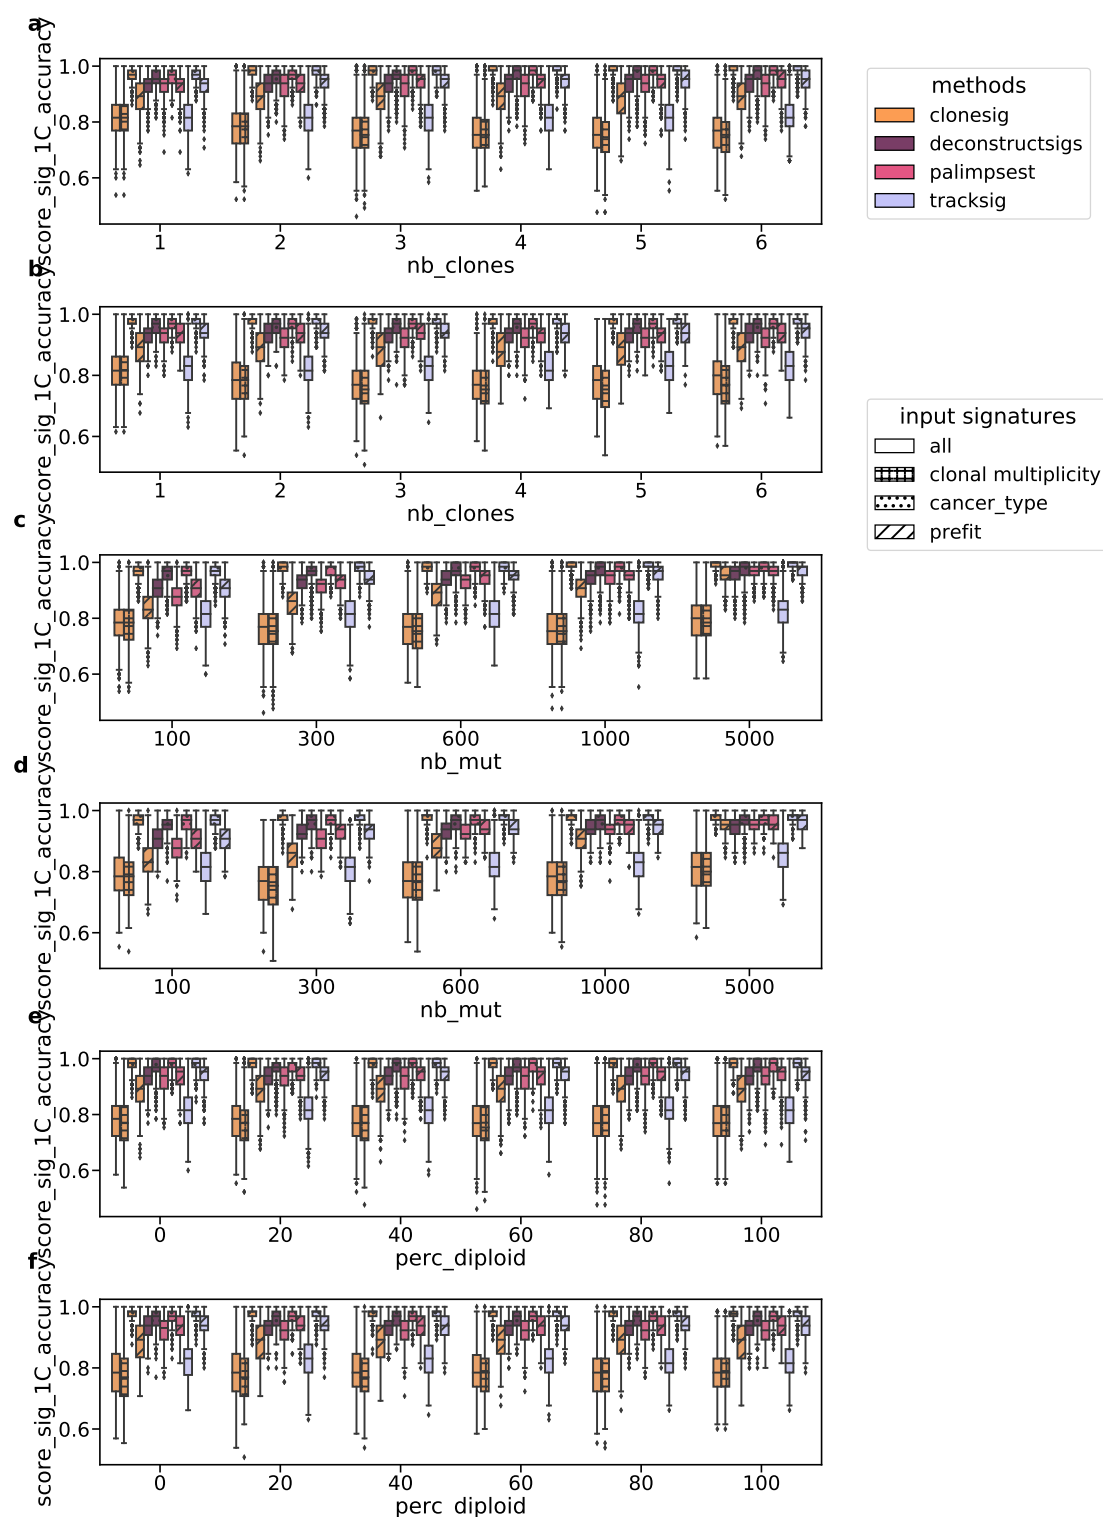 a
score_sig_1C_accuracy
1.0
0.8
0.6
1 2 3 4 5 6
nb_clones
methods
clonesig
deconstructsigs
palimpsest
tracksig
b
score_sig_1C_accuracy
1.0
0.8
0.6
1 2 3 4 5 6
nb_clones
input signatures
all
clonal multiplicity
cancer_type
prefit
c
score_sig_1C_accuracy
1.0
0.8
0.6
100 300 600 1000 5000
nb_mut
d
score_sig_1C_accuracy
1.0
0.8
0.6
100 300 600 1000 5000
nb_mut
e
score_sig_1C_accuracy
1.0
0.8
0.6
0 20 40 60 80 100
perc_diploid
f
score_sig_1C_accuracy
1.0
0.8
0.6
0 20 40 60 80 100
perc_diploid